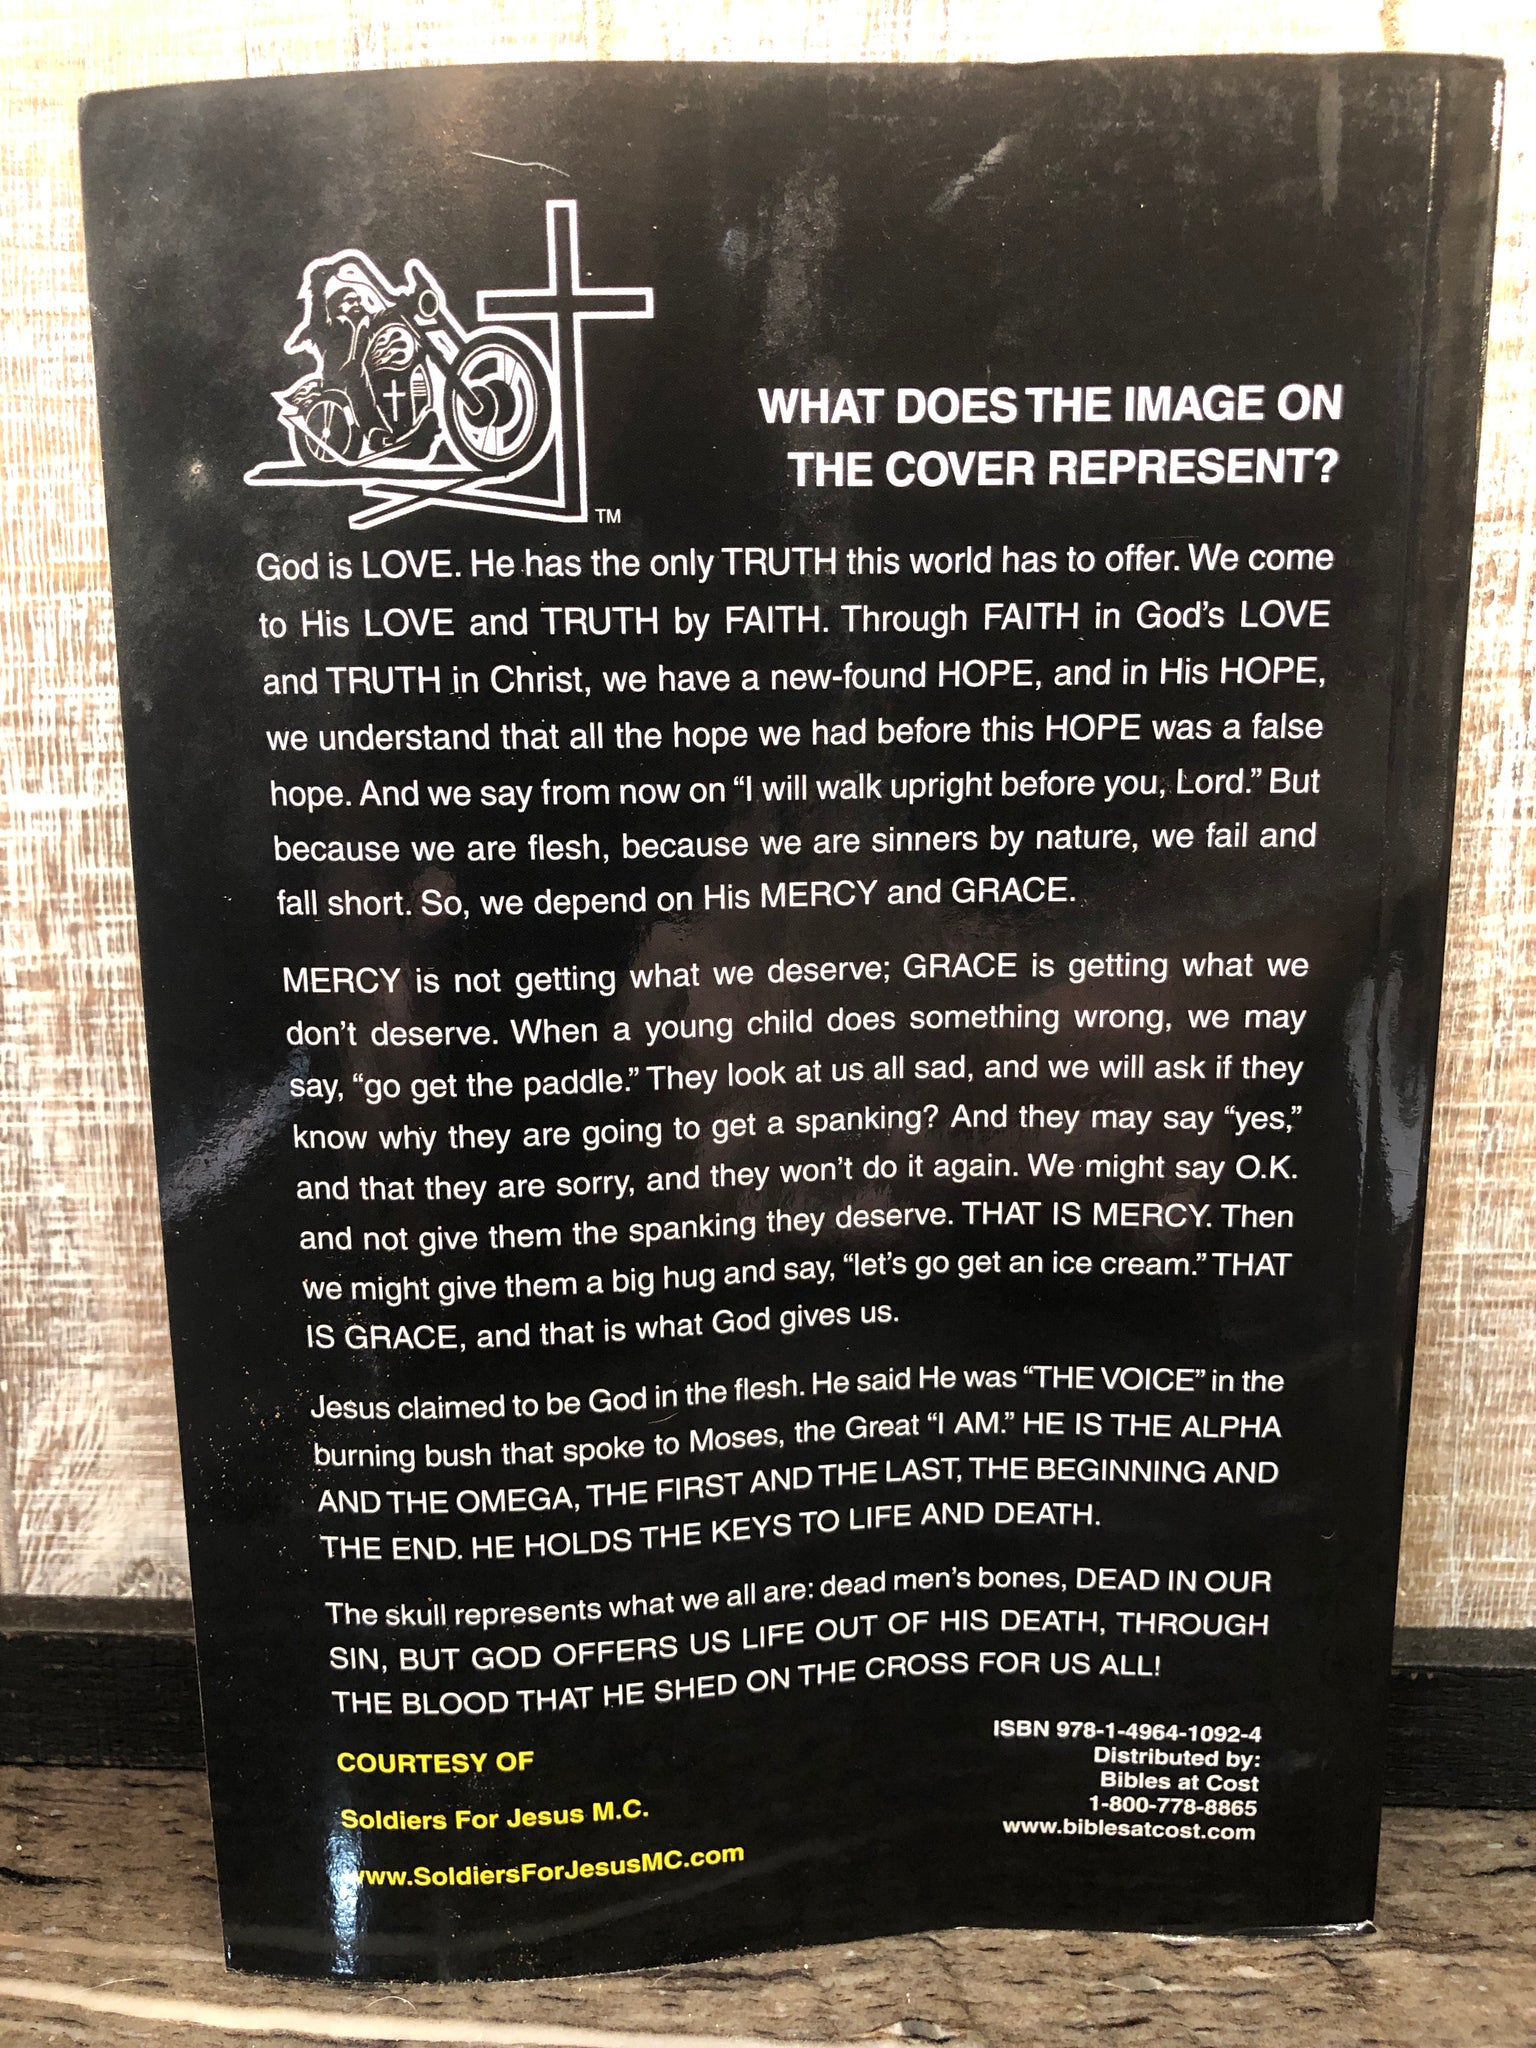 TM
WHAT DOES THE IMAGE ON
THE COVER REPRESENT?
God is LOVE. He has the only TRUTH this world has to offer. We come
to His LOVE and TRUTH by FAITH. Through FAITH in God's LOVE
and TRUTH in Christ, we have a new-found HOPE, and in His HOPE,
we understand that all the hope we had before this HOPE was a false
hope. And we say from now on “I will walk upright before you, Lord.” But
because we are flesh, because we are sinners by nature, we fail and
fall short. So, we depend on His MERCY and GRACE.
MERCY is not getting what we deserve; GRACE is getting what we
don't deserve. When a young child does something wrong, we may
say, “go get the paddle.” They look at us all sad, and we will ask if they
know why they are going to get a spanking? And they may say “yes,”
and that they are sorry, and they won't do it again. We might say O.K.
and not give them the spanking they deserve. THAT IS MERCY. Then
we might give them a big hug and say, “let's go get an ice cream.” THAT
IS GRACE, and that is what God gives us.
Jesus claimed to be God in the flesh. He said He was “THE VOICE” in the
burning bush that spoke to Moses, the Great “I AM.” HE IS THE ALPHA
AND THE OMEGA, THE FIRST AND THE LAST, THE BEGINNING AND
THE END. HE HOLDS THE KEYS TO LIFE AND DEATH.
The skull represents what we all are: dead men's bones, DEAD IN OUR
SIN, BUT GOD OFFERS US LIFE OUT OF HIS DEATH, THROUGH
THE BLOOD THAT HE SHED ON THE CROSS FOR US ALL!
COURTESY OF
Soldiers For Jesus M.C.
www.SoldiersForJesusMC.com
ISBN 978-1-4964-1092-4
Distributed by:
Bibles at Cost
1-800-778-8865
www.biblesatcost.com